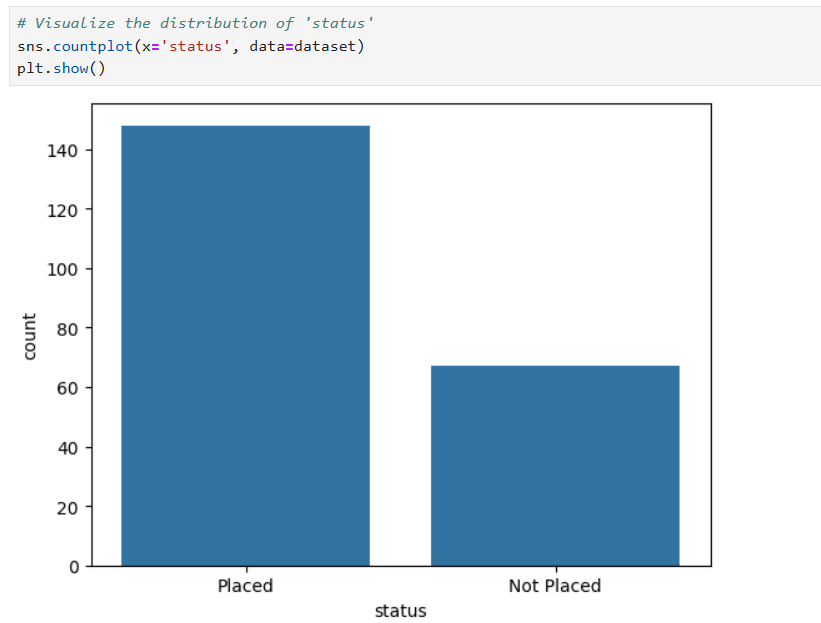 # Visualize the distribution of 'status'
sns.countplot(x='status', data=dataset)
plt.show()
140
120
100
80
60
40
20
0
count
Placed
Not Placed
status